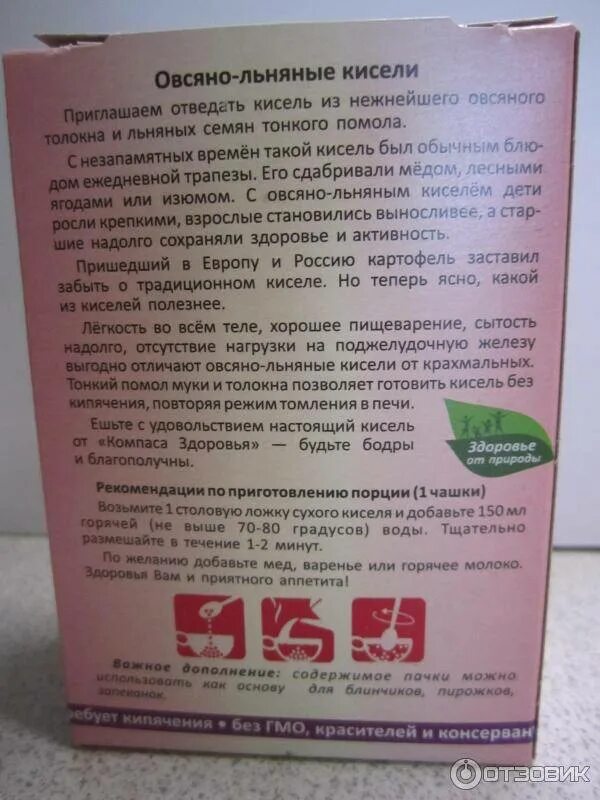 Овсяно-льняные кисели
Приглашаем отведать кисель из нежнейшего овсяного
толокна и льняных семян тонкого помола.
С незапамятных времён такой кисель был обычным блю-
дом ежедневной трапезы. Его сдабривали мёдом, лесными
ягодами или изюмом. С овсяно-льняным киселём дети
росли крепкими, взрослые становились выносливее, а стар-
шие надолго сохраняли здоровье и активность.
Пришедший в Европу и Россию картофель заставил
забыть о традиционном киселе. Но теперь ясно, какой
из киселей полезнее.
Лёгкость во всём теле, хорошее пищеварение, сытость
надолго, отсутствие нагрузки на поджелудочную железу
выгодно отличают овсяно-льняные кисели от крахмальных.
Тонкий помол муки и толокна позволяет готовить кисель без
кипячения, повторяя режим томления в печи.
Ешьте с удовольствием настоящий кисель
от «Компаса Здоровья» — будьте бодры
и благополучны.
Здоровье
от природы
Рекомендации по приготовлению порции (1 чашки)
Возьмите 1 столовую ложку сухого киселя и добавьте 150 мл
горячей (не выше 70-80 градусов) воды. Тщательно
размешайте в течение 1-2 минут.
По желанию добавьте мед, варенье или горячее молоко.
Здоровья Вам и приятного аппетита!
Важное дополнение: содержимое пачки можно
использовать как основу для блинчиков, пирожков,
запеканок.
ребует кипячения • без ГМО, красителей и консерван
ОТЗОВИК